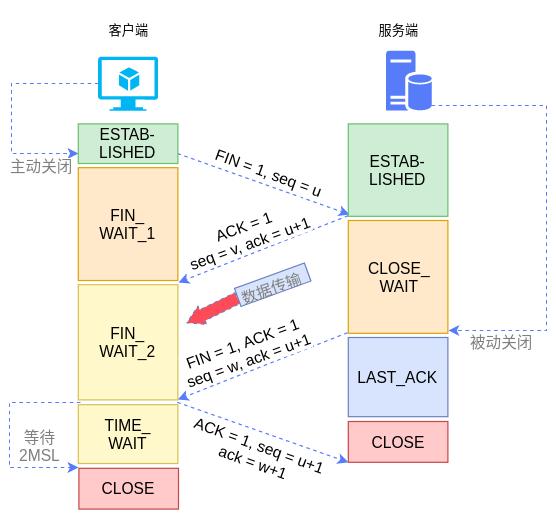 客户端
服务端
ESTAB-
LISHED
主动关闭
FIN = 1, seq = u
ESTAB-
LISHED
FIN_
WAIT_1
ACK = 1
seq = v, ack = u+1
CLOSE_
WAIT
数据传输
FIN_
WAIT_2
FIN = 1, ACK = 1
seq = w, ack = u+1
被动关闭
LAST_ACK
TIME_
WAIT
等待
2MSL
ACK = 1, seq = u+1
ack = w+1
CLOSE
CLOSE